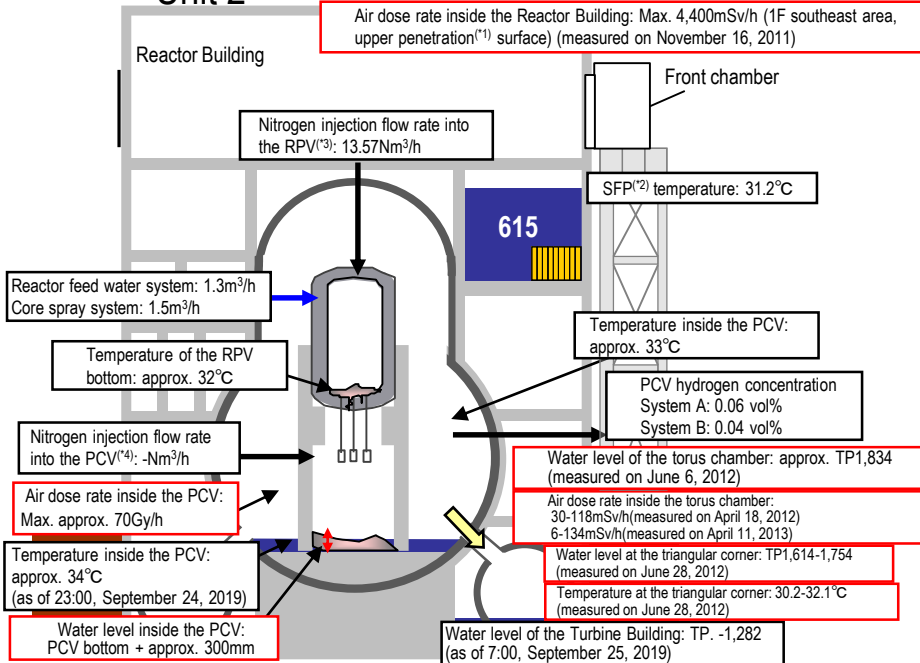 Unit 2
Air dose rate inside the Reactor Building: Max. 4,400mSv/h (1F southeast area,
upper penetration(*1) surface) (measured on November 16, 2011)
Reactor Building
Front chamber
Nitrogen injection flow rate into
the RPV(*3): 13.57Nm3/h
SFP(*2) temperature: 31.2℃
615
Reactor feed water system: 1.3m3/h
Core spray system: 1.5m3/h
Temperature inside the PCV:
approx. 33℃
Temperature of the RPV
bottom: approx. 32℃
PCV hydrogen concentration
System A: 0.06 vol%
System B: 0.04 vol%
Nitrogen injection flow rate
into the PCV(*4): -Nm3/h
Water level of the torus chamber: approx. TP1,834
(measured on June 6, 2012)
Air dose rate inside the PCV:
Max. approx. 70Gy/h
Air dose rate inside the torus chamber:
30-118mSv/h(measured on April 18, 2012)
6-134mSv/h(measured on April 11, 2013)
Temperature inside the PCV:
approx. 34℃
(as of 23:00, September 24, 2019)
Water level at the triangular corner: TP1,614-1,754
(measured on June 28, 2012)
Temperature at the triangular corner: 30.2-32.1℃
(measured on June 28, 2012)
Water level inside the PCV:
PCV bottom + approx. 300mm
Water level of the Turbine Building: TP. -1,282
(as of 7:00, September 25, 2019)